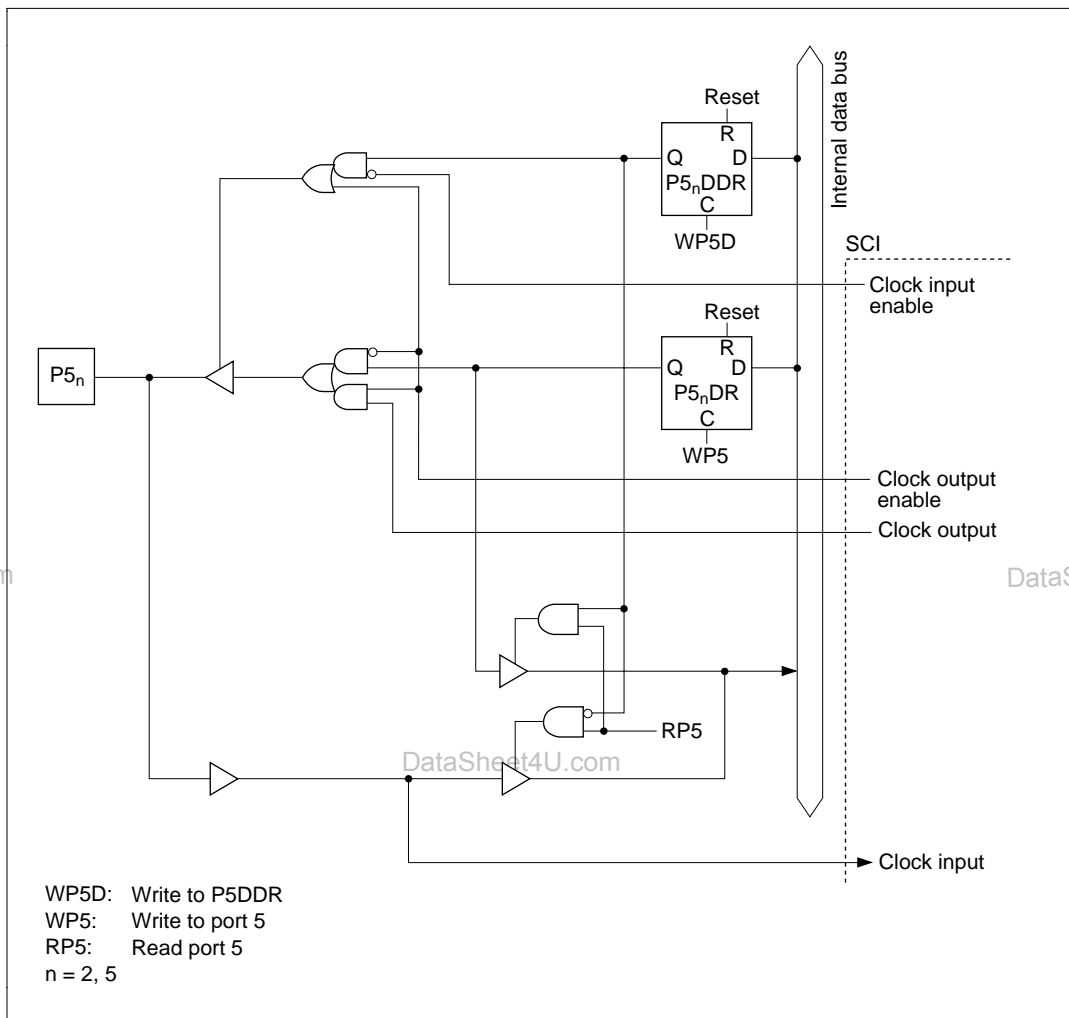 Reset
R
Q D
P5nDDR
C
WP5D
Internal data bus
SCI
Clock input
enable
Reset
R
Q D
P5nDR
C
WP5
P5n
Clock output
enable
Clock output
m
DataS
RP5
DataSheet4U.com
Clock input
WP5D: Write to P5DDR
WP5: Write to port 5
RP5: Read port 5
n = 2, 5